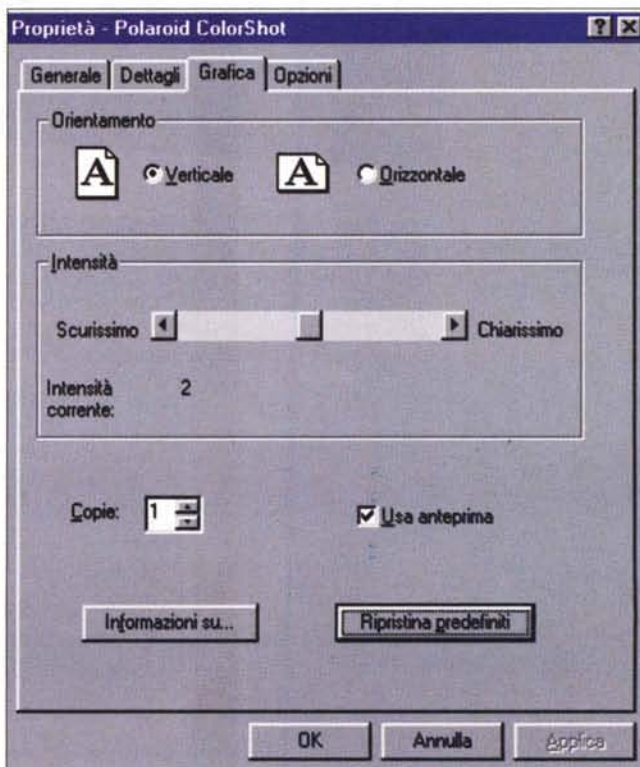 Proprietà - Polaroid ColorShot
Generale Dettagli Grafica Opzioni
Orientamento
A Verticale A Orizzontale
Intensità
Scurissimo Chiarissimo
Intensità corrente: 2
Copie: 1 Usa anteprima
Informazioni su... Ripristina predefiniti
OK Annulla Applica